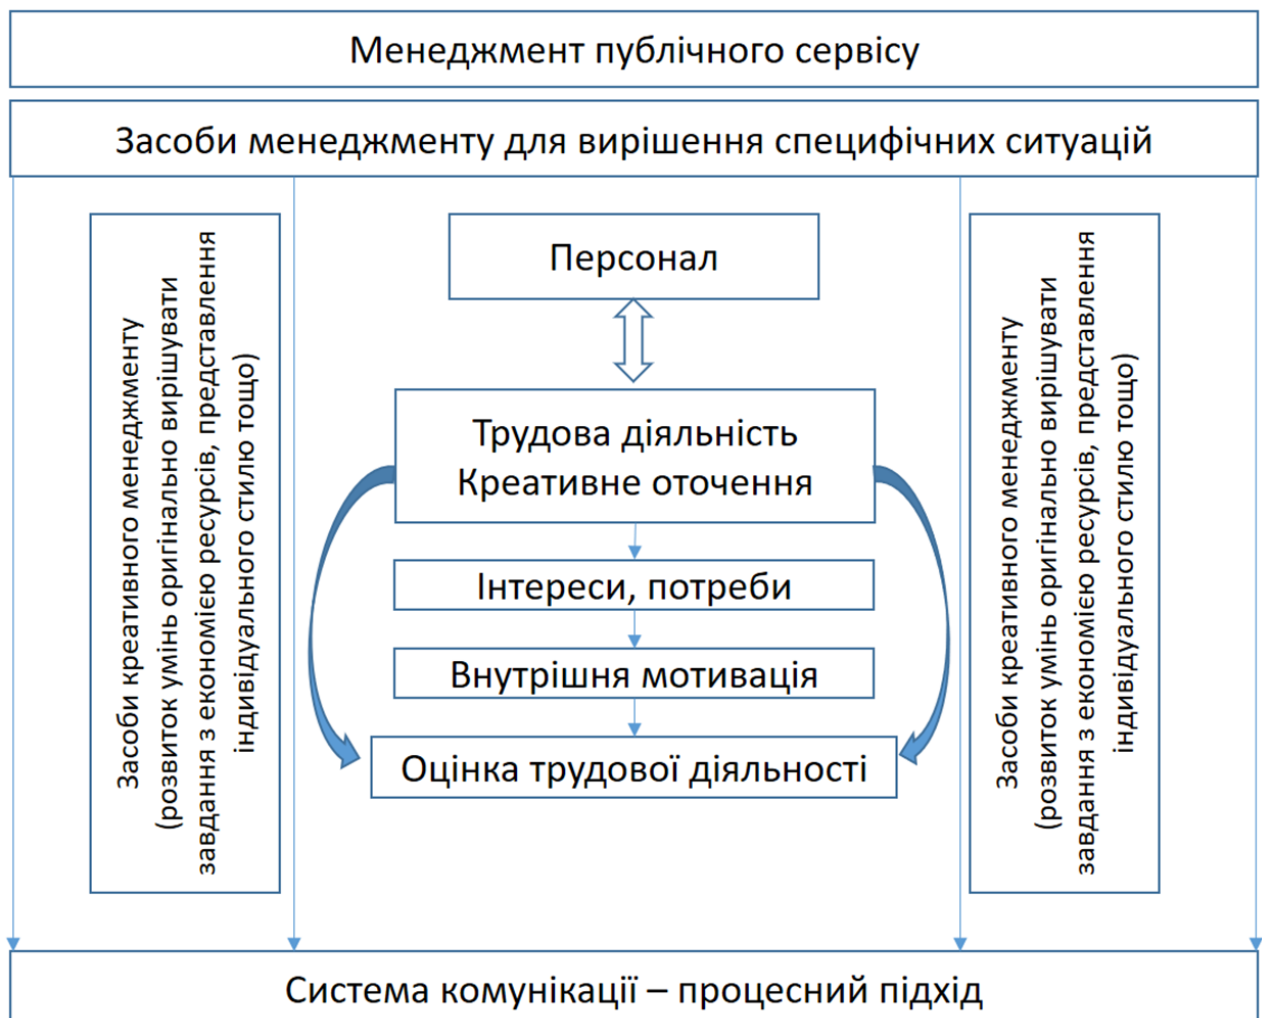 Менеджмент публічного сервісу
Засоби менеджменту для вирішення специфічних ситуацій
Засоби креативного менеджменту
(розвиток умінь оригінально вирішувати
завдання з економією ресурсів, представлення
індивідуального стилю тощо)
Персонал
Трудова діяльність
Креативне оточення
Інтереси, потреби
Внутрішня мотивація
Оцінка трудової діяльності
Засоби креативного менеджменту
(розвиток умінь оригінально вирішувати
завдання з економією ресурсів, представлення
індивідуального стилю тощо)
Система комунікації – процесний підхід